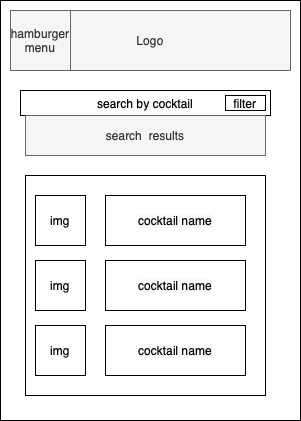 hamburger
menu
Logo
search by cocktail
filter
search results
img
cocktail name
img
cocktail name
img
cocktail name